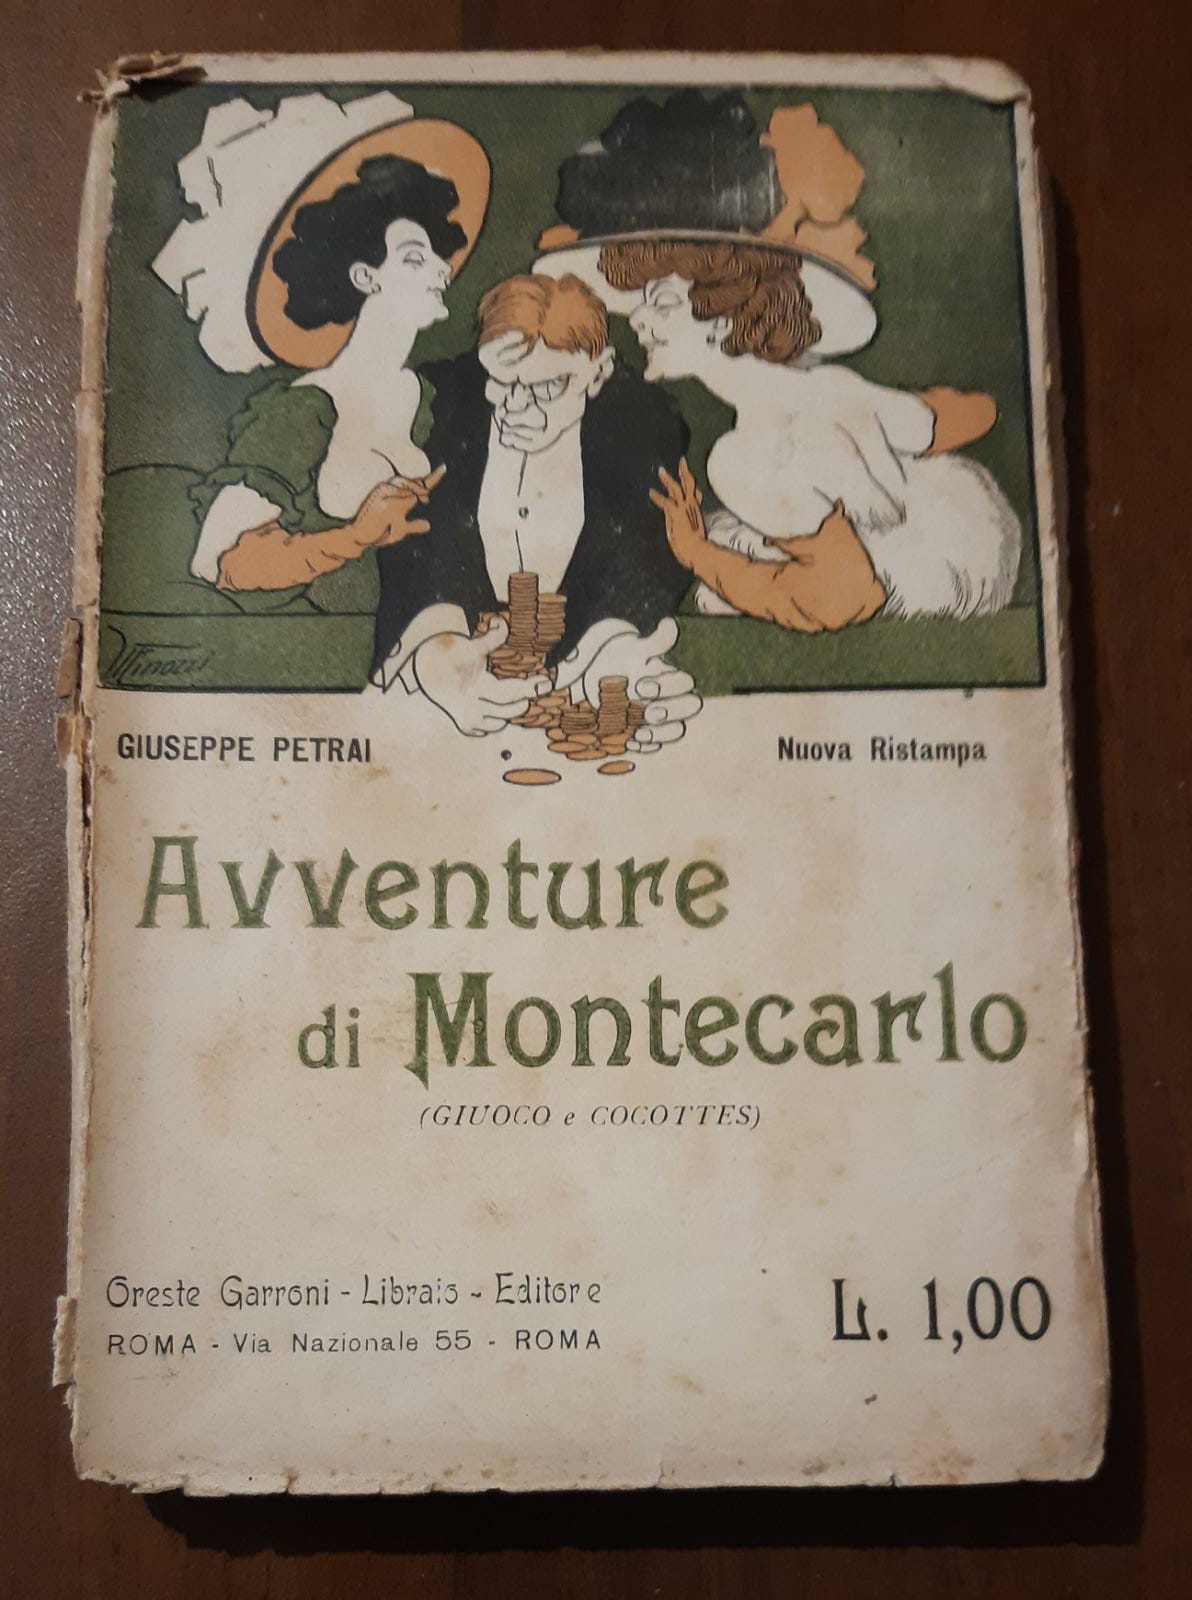 Minozzi
GIUSEPPE PETRAI
Nuova Ristampa
Avventure
di Montecarlo
(GIUOCO e COCOTTES)
Oreste Garroni - Libraio - Editore
ROMA - Via Nazionale 55 - ROMA
L. 1,00